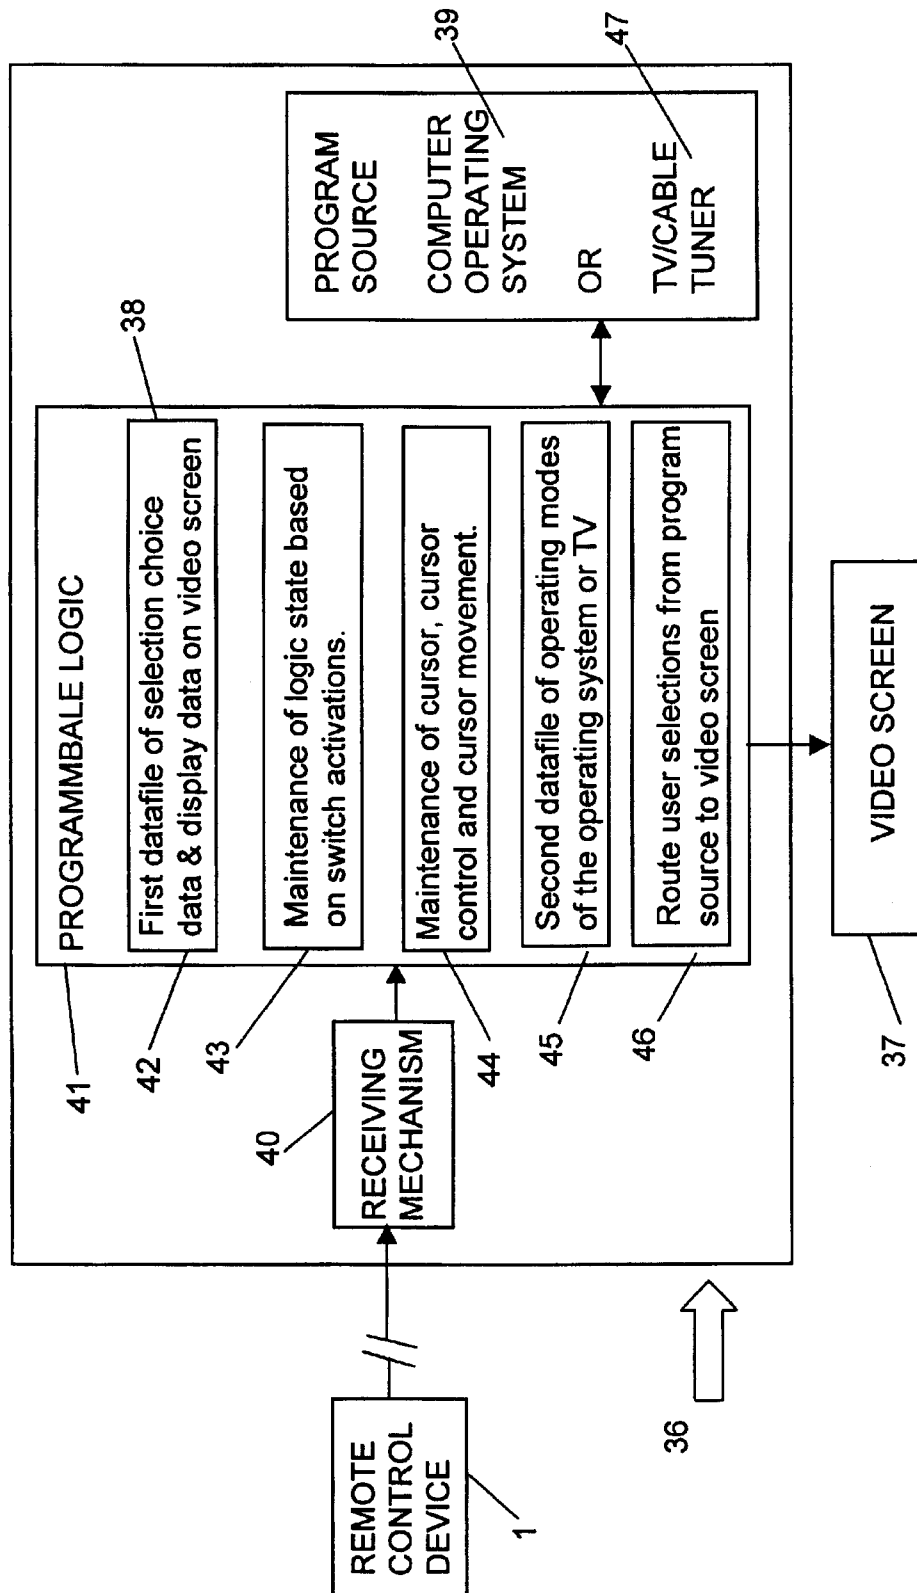 REMOTE
CONTROL
DEVICE
1
36
40
RECEIVING
MECHANISM
41
PROGRAMMBALE LOGIC
38
42
First datafile of selection choice
data & display data on video screen
43
Maintenance of logic state based
on switch activations.
44
Maintenance of cursor, cursor
control and cursor movement.
45
Second datafile of operating modes
of the operating system or TV
46
Route user selections from program
source to video screen
PROGRAM
SOURCE
COMPUTER
OPERATING
SYSTEM
39
OR
TV/CABLE
TUNER
47
VIDEO SCREEN
37